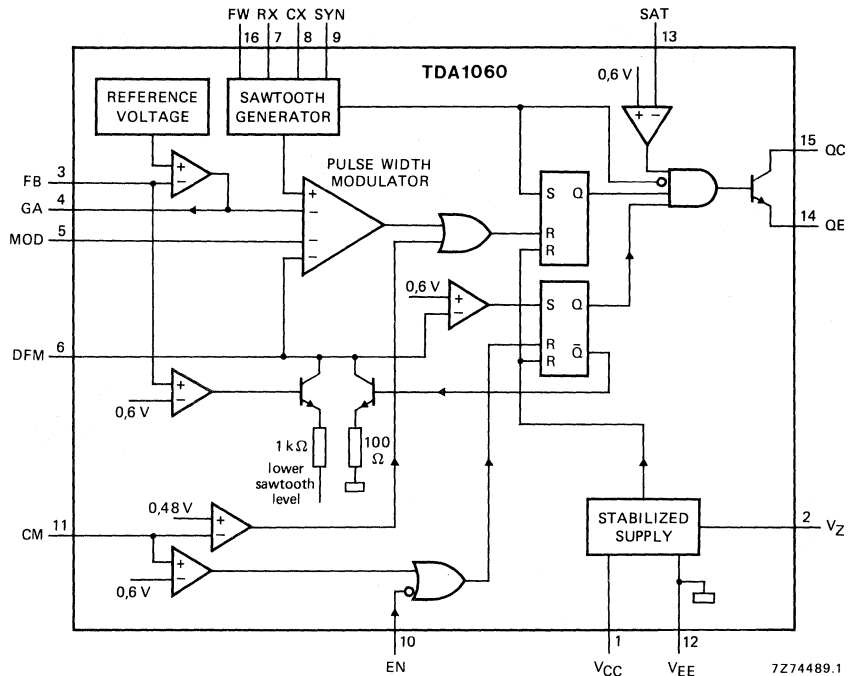 FW RX CX SYN
16 7 8 9
SAT
13
TDA1060
0,6 V
+ −
REFERENCE
VOLTAGE
SAWTOOTH
GENERATOR
PULSE WIDTH
MODULATOR
15 QC
14 QE
FB 3
+
−
GA 4
MOD 5
+
−
−
−
S Q
R
R
0,6 V
+
−
S Q
R Q̅
R
DFM 6
+
−
0,6 V
1 kΩ
100
Ω
lower
sawtooth
level
0,48 V
+
−
CM 11
+
−
0,6 V
STABILIZED
SUPPLY
2 VZ
10
EN
1
VCC
12
VEE
7Z74489.1